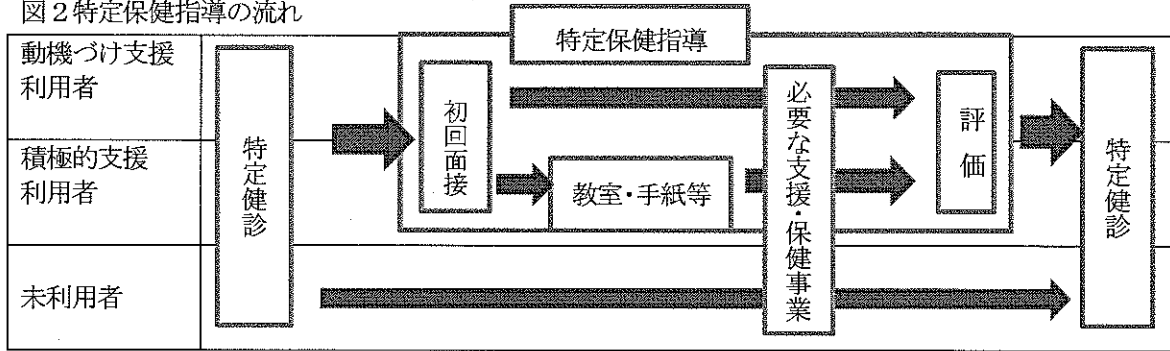 図2特定保健指導の流れ
動機づけ支援
利用者
積極的支援
利用者
未利用者
特定健診
特定保健指導
初回面接
教室・手紙等
必要な支援・保健事業
評価
特定健診